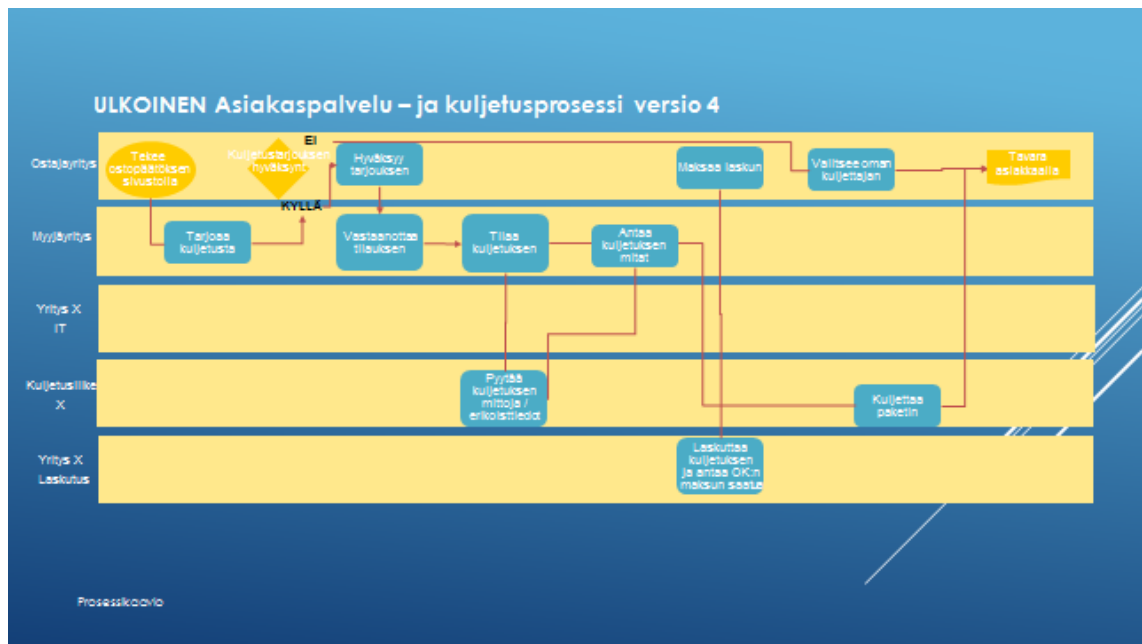 ULKOINEN Asiakaspalvelu – ja kuljetusprosessi versio 4
Ostajayritys
Tekee
ostopäätöksen
sivustolla
Kuljetustarjouksen
hyväksynt
EI
KYLLÄ
Hyväksyy
tarjouksen
Maksaa laskun
Valitsee oman
kuljettajan
Tavara
asiakkaalla
Myyjäyritys
Tarjoaa
kuljetusta
Vastaanottaa
tilauksen
Tilaa
kuljetuksen
Antaa
kuljetuksen
mitat
Yritys X
IT
Kuljetusliike
X
Pyytää
kuljetuksen
mittoja /
erikoistiedot
Kuljettaa
paketin
Yritys X
Laskutus
Laskuttaa
kuljetuksen
ja antaa OK:n
maksun saatua
Prosessikaavio